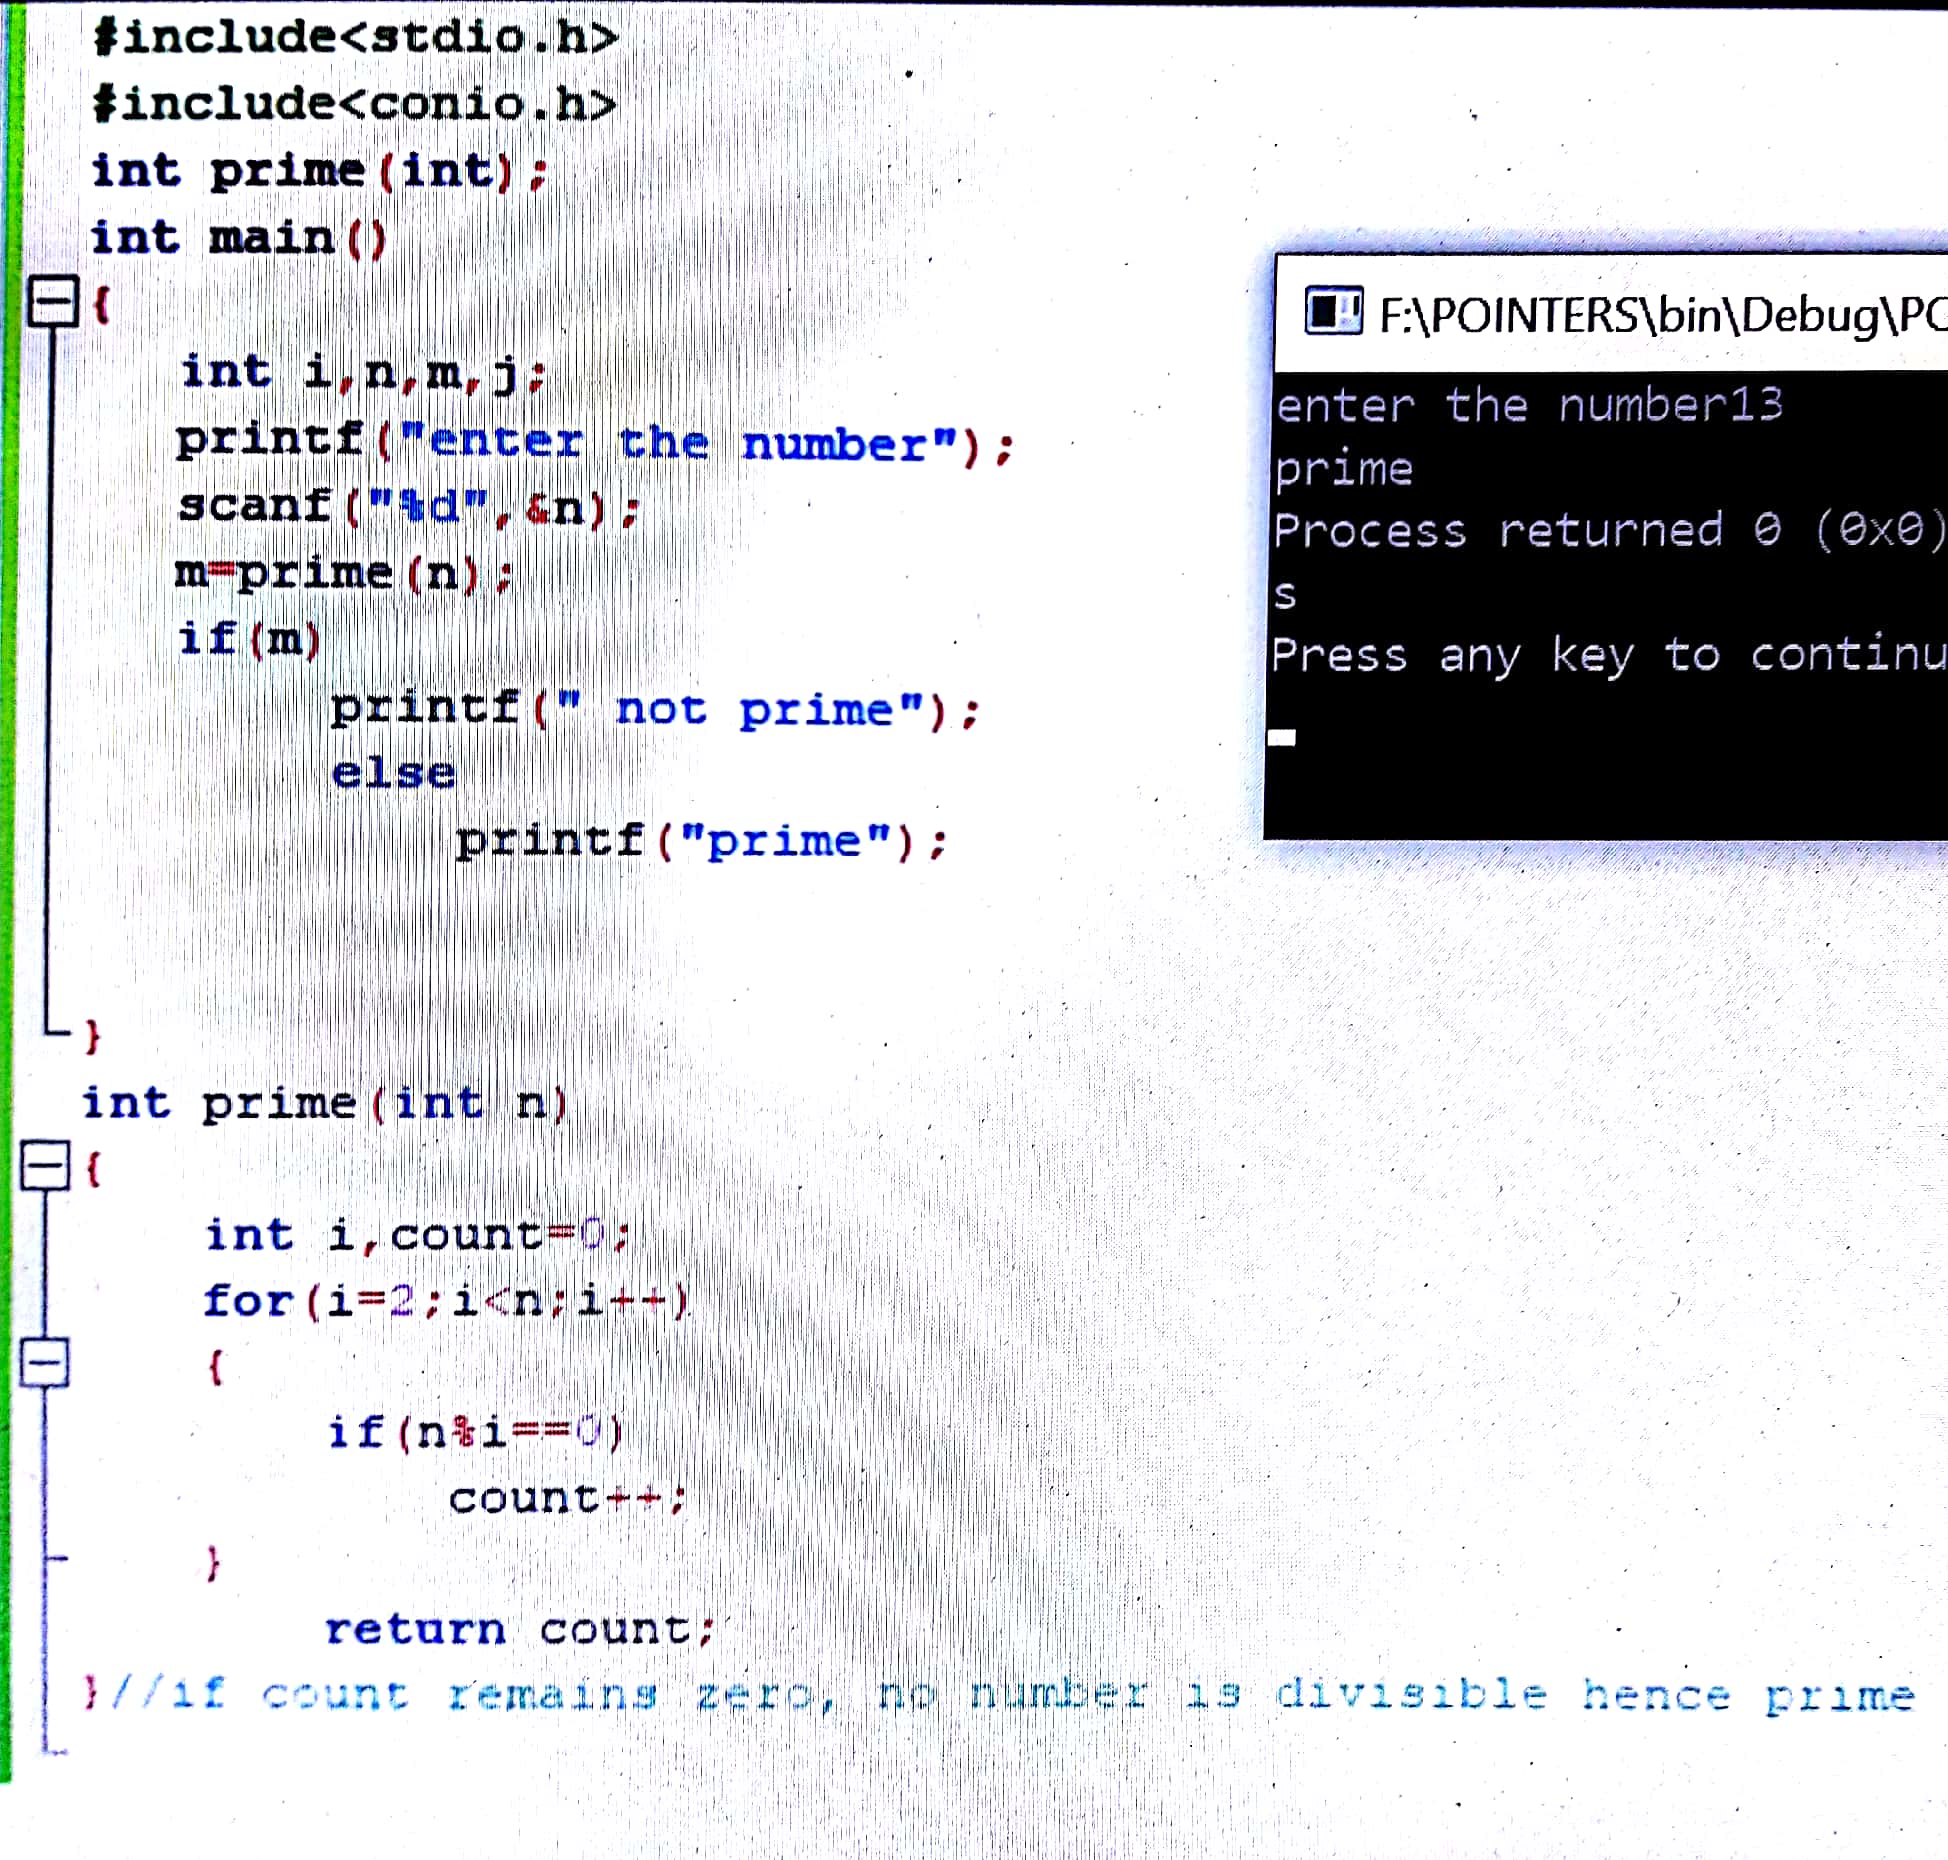 #include<stdio.h>
#include<conio.h>
int prime(int);
int main()
{
int i,n,m,j;
printf("enter the number");
scanf("%d",&n);
m=prime(n);
if(m)
printf(" not prime");
else
printf("prime");
}
int prime(int n)
{
int i,count=0;
for(i=2;i<n;i++)
{
if(n%i==0)
count++;
}
return count;
}//if count remains zero, no number is divisible hence prime
F:\POINTERS\bin\Debug\PO
enter the number13
prime
Process returned 0 (0x0)
s
Press any key to continu